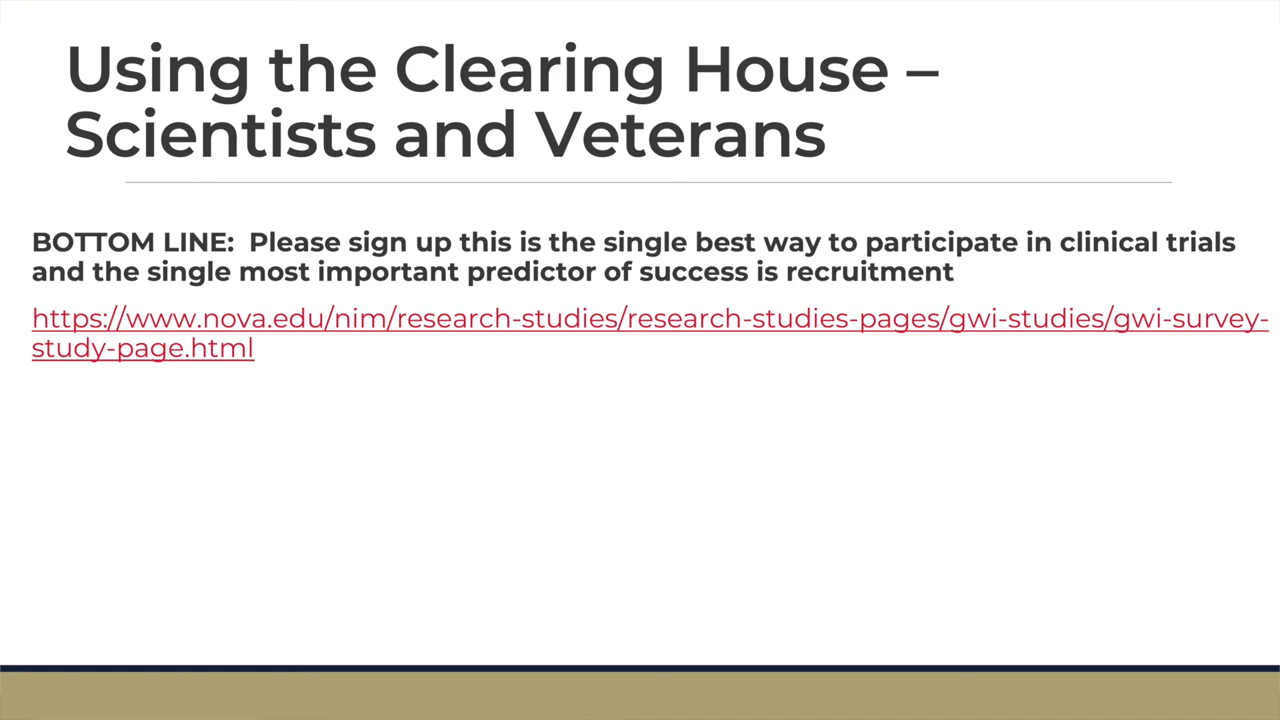 Using the Clearing House –
Scientists and Veterans
BOTTOM LINE:  Please sign up this is the single best way to participate in clinical trials
and the single most important predictor of success is recruitment
https://www.nova.edu/nim/research-studies/research-studies-pages/gwi-studies/gwi-survey-
study-page.html